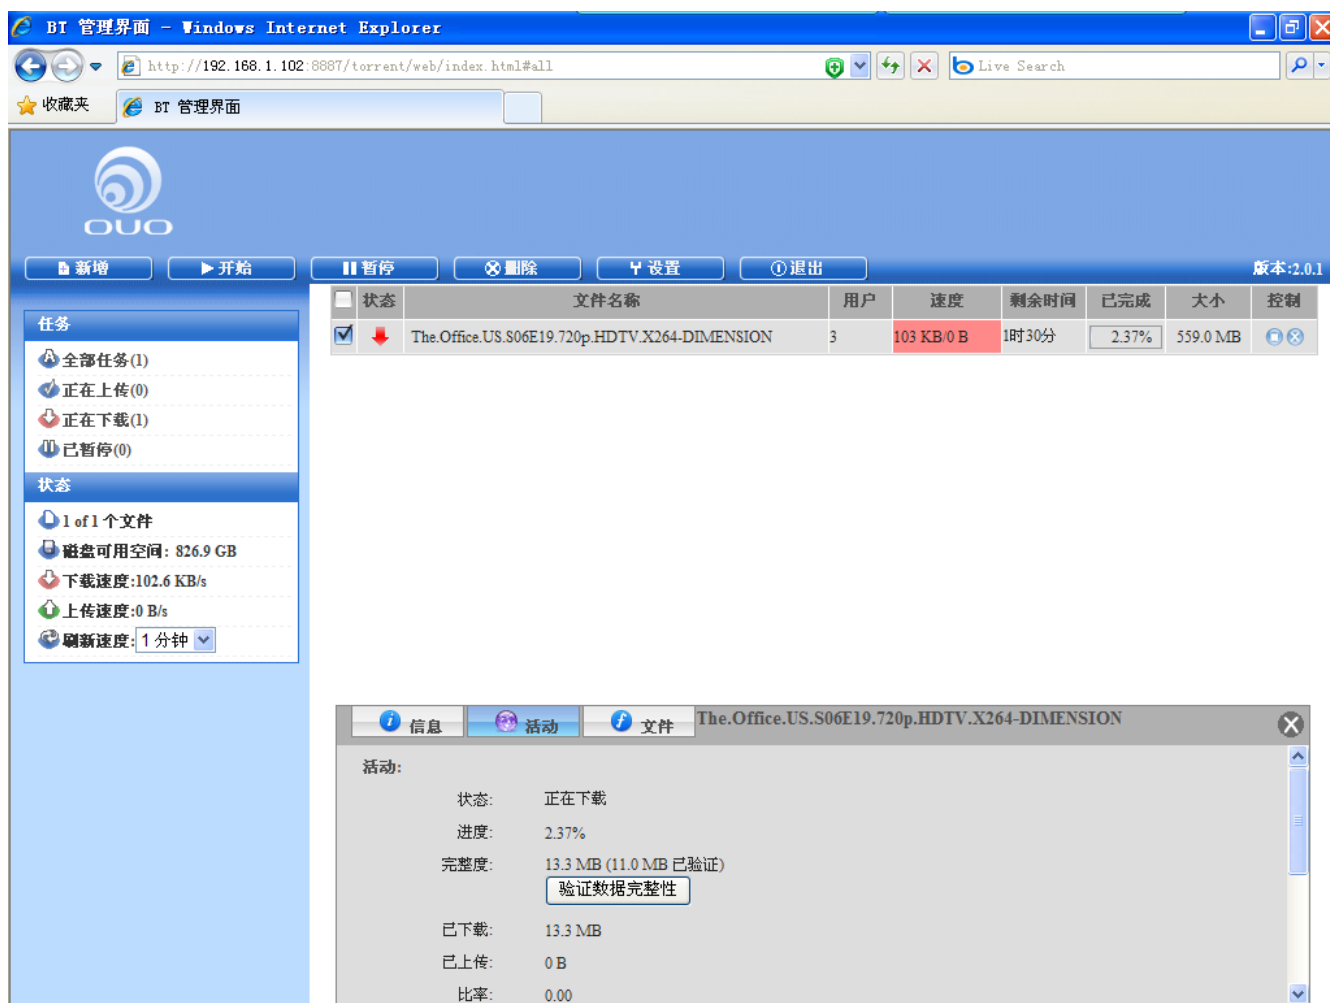 BT 管理界面 - Windows Internet Explorer
http://192.168.1.102:8887/torrent/web/index.html#all
Live Search
收藏夹
BT 管理界面
OUO
新增
开始
暂停
删除
设置
退出
版本:2.0.1
状态 文件名称 用户 速度 剩余时间 已完成 大小 控制
The.Office.US.S06E19.720p.HDTV.X264-DIMENSION 3 103 KB/0 B 1时30分 2.37% 559.0 MB
任务
全部任务(1)
正在上传(0)
正在下载(1)
已暂停(0)
状态
1 of 1 个文件
磁盘可用空间: 826.9 GB
下载速度:102.6 KB/s
上传速度:0 B/s
刷新速度: 1 分钟
信息 活动 文件 The.Office.US.S06E19.720p.HDTV.X264-DIMENSION
活动:
状态: 正在下载
进度: 2.37%
完整度: 13.3 MB (11.0 MB 已验证)
验证数据完整性
已下载: 13.3 MB
已上传: 0 B
比率: 0.00